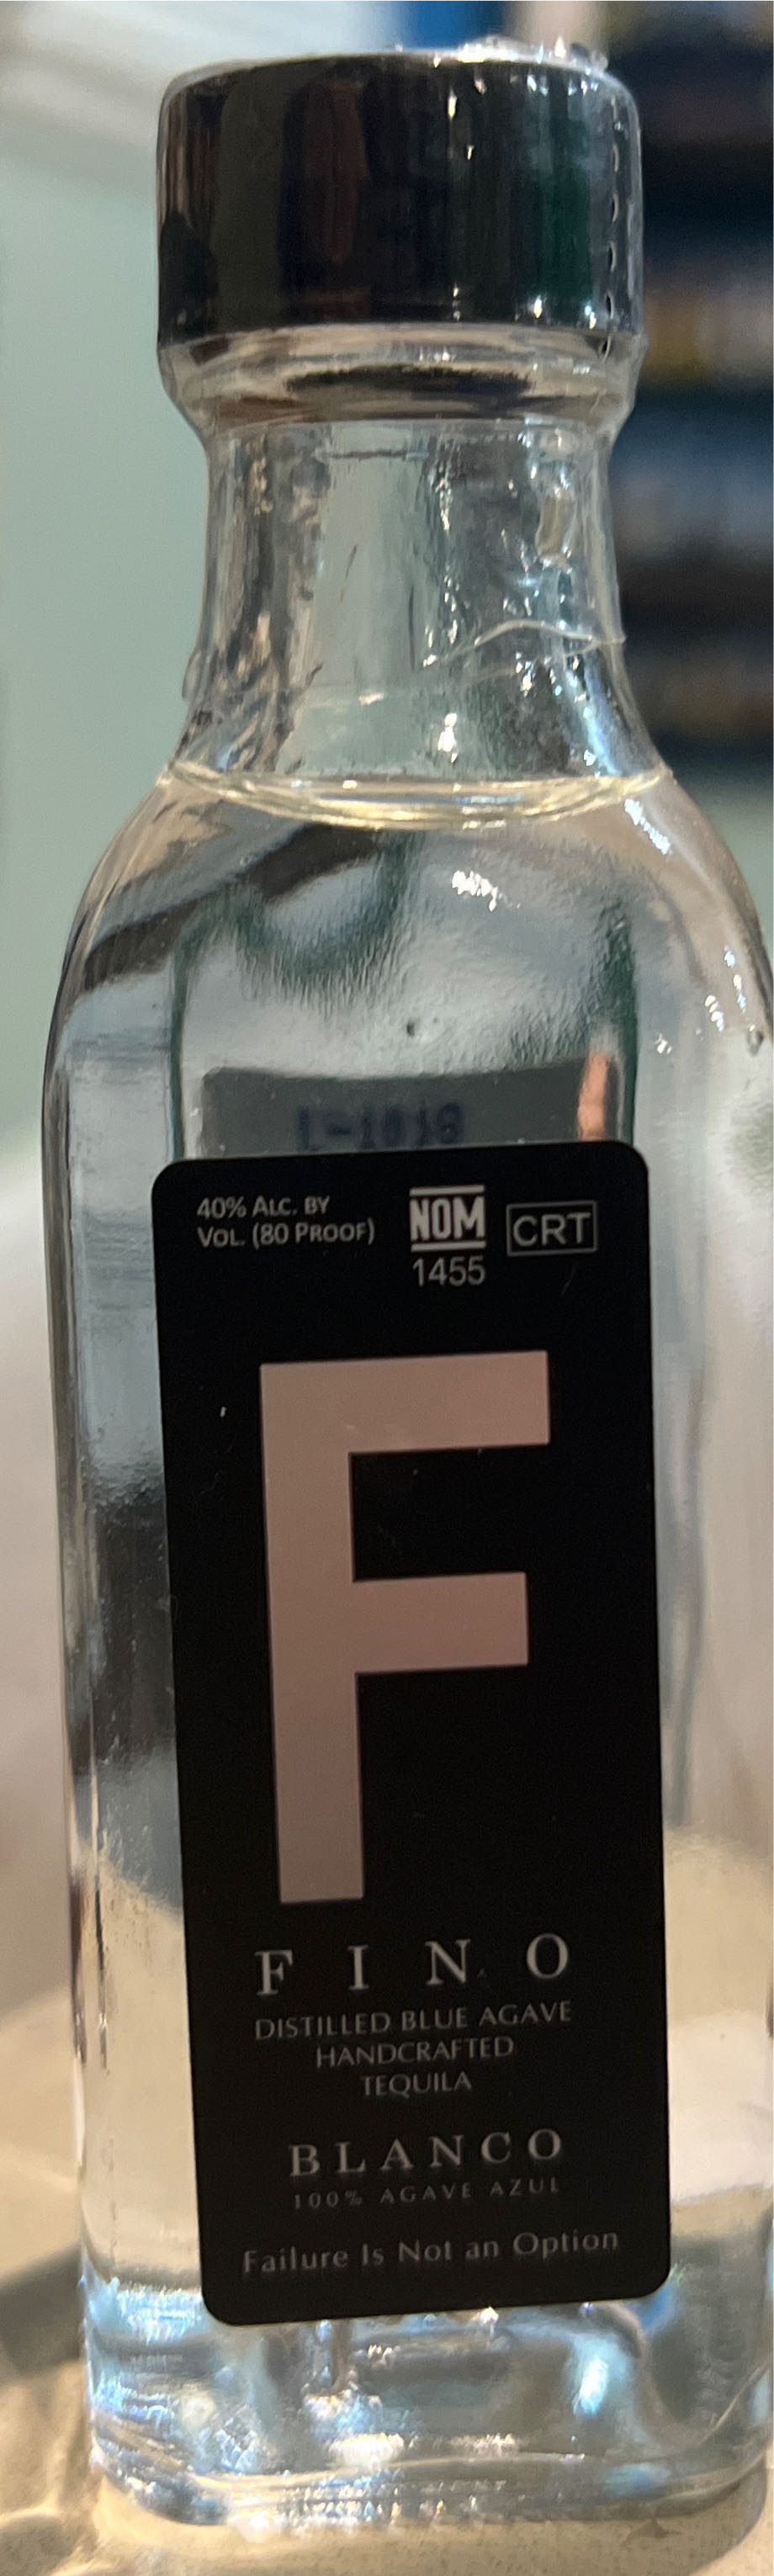 L-1018
40% ALC. BY
VOL. (80 PROOF)
NOM
1455
CRT
F
FINO
DISTILLED BLUE AGAVE
HANDCRAFTED
TEQUILA
BLANCO
100% AGAVE AZUL
Failure Is Not an Option